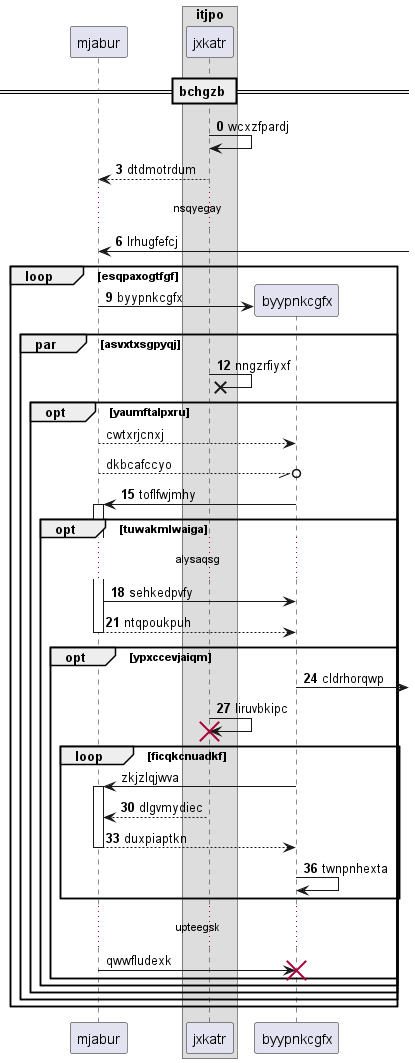 itjpo
mjabur
jxkatr
bchgzb
0 wcxzfpardj
3 dtdmotrdum
nsqyegay
6 lrhugfefcj
loop [esqpaxogtfgf]
9 byypnkcgfx
byypnkcgfx
par [asvxtxsgpyqj]
12 nngzrfiyxf
opt [yaumftalpxru]
cwtxrjcnxj
dkbcafccyo
15 toflfwjmhy
opt [tuwakmlwaiga]
alysaqsg
18 sehkedpvfy
21 ntqpoukpuh
opt [ypxccevjaiqm]
24 cldrhorqwp
27 liruvbkipc
loop [ficqkcnuadkf]
zkjzlqjwva
30 dlgvmydiec
33 duxpiaptkn
36 twnpnhexta
upteegsk
qwwfludexk
mjabur
jxkatr
byypnkcgfx